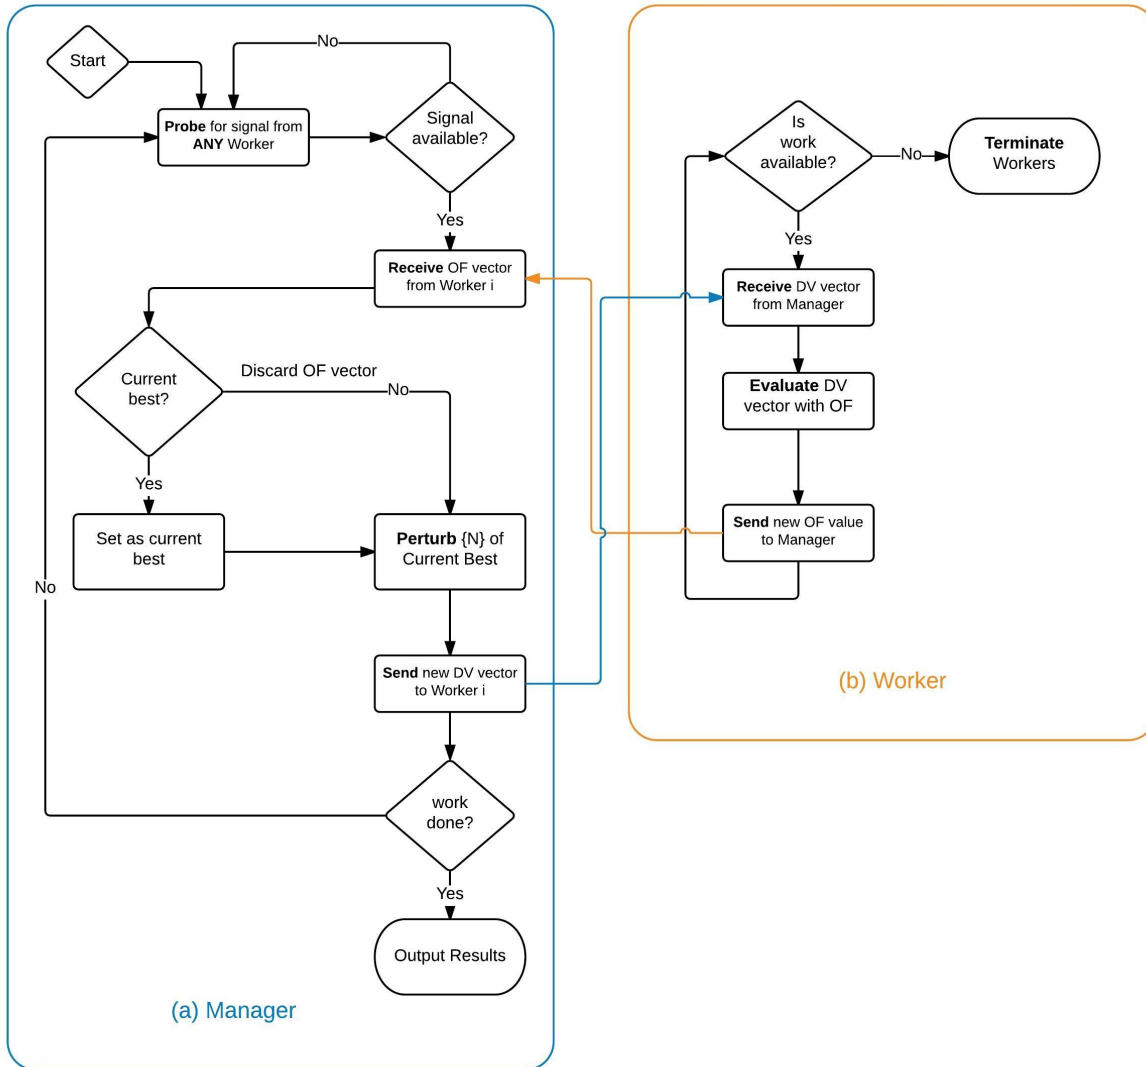 Start
No
Probe for signal from
ANY Worker
Signal
available?
Yes
Receive OF vector
from Worker i
Current
best?
Discard OF vector
No
Yes
Set as current
best
Perturb {N} of
Current Best
No
Send new DV vector
to Worker i
work
done?
Yes
Output Results
(a) Manager
Is
work
available?
No
Terminate
Workers
Yes
Receive DV vector
from Manager
Evaluate DV
vector with OF
Send new OF value
to Manager
(b) Worker